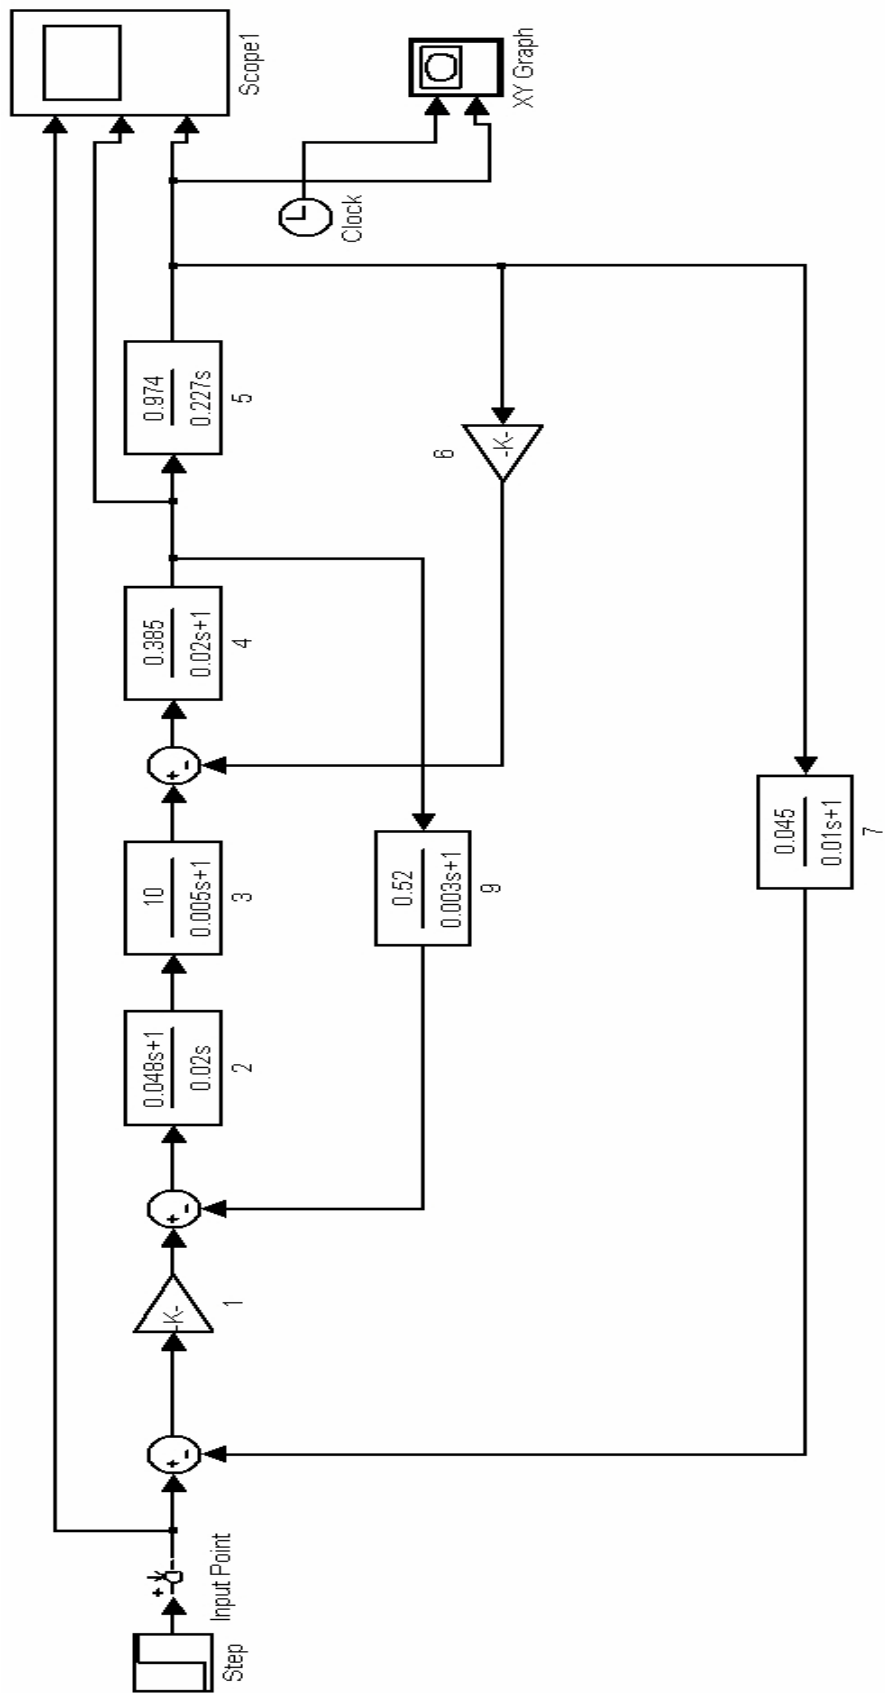 Step
Input Point
+
+
-
-K-
1
+
-
0.048s+1
0.02s
2
10
0.005s+1
3
+
-
0.385
0.02s+1
4
0.974
0.227s
5
Scope1
Clock
XY Graph
-K-
6
0.52
0.003s+1
9
0.045
0.01s+1
7